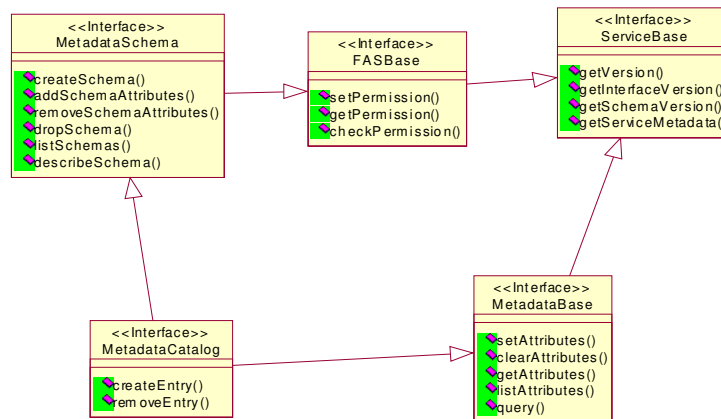 <<Interface>>
MetadataSchema
createSchema()
addSchemaAttributes()
removeSchemaAttributes()
dropSchema()
listSchemas()
describeSchema()
<<Interface>>
FASBase
setPermission()
getPermission()
checkPermission()
<<Interface>>
ServiceBase
getVersion()
getInterfaceVersion()
getSchemaVersion()
getServiceMetadata()
<<Interface>>
MetadataCatalog
createEntry()
removeEntry()
<<Interface>>
MetadataBase
setAttributes()
clearAttributes()
getAttributes()
listAttributes()
query()